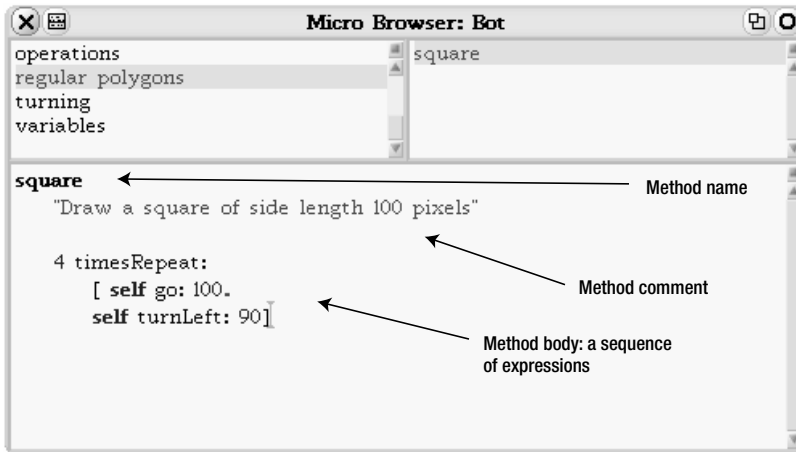 Micro Browser: Bot
operations
regular polygons
turning
variables
square
square
"Draw a square of side length 100 pixels"
4 timesRepeat:
[ self go: 100.
self turnLeft: 90]
Method name
Method comment
Method body: a sequence
of expressions